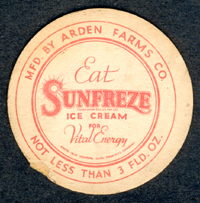 MFD. BY ARDEN FARMS CO.
Eat
SUNFREZE
ICE CREAM
FOR
Vital Energy
NOT LESS THAN 3 FLD. OZ.